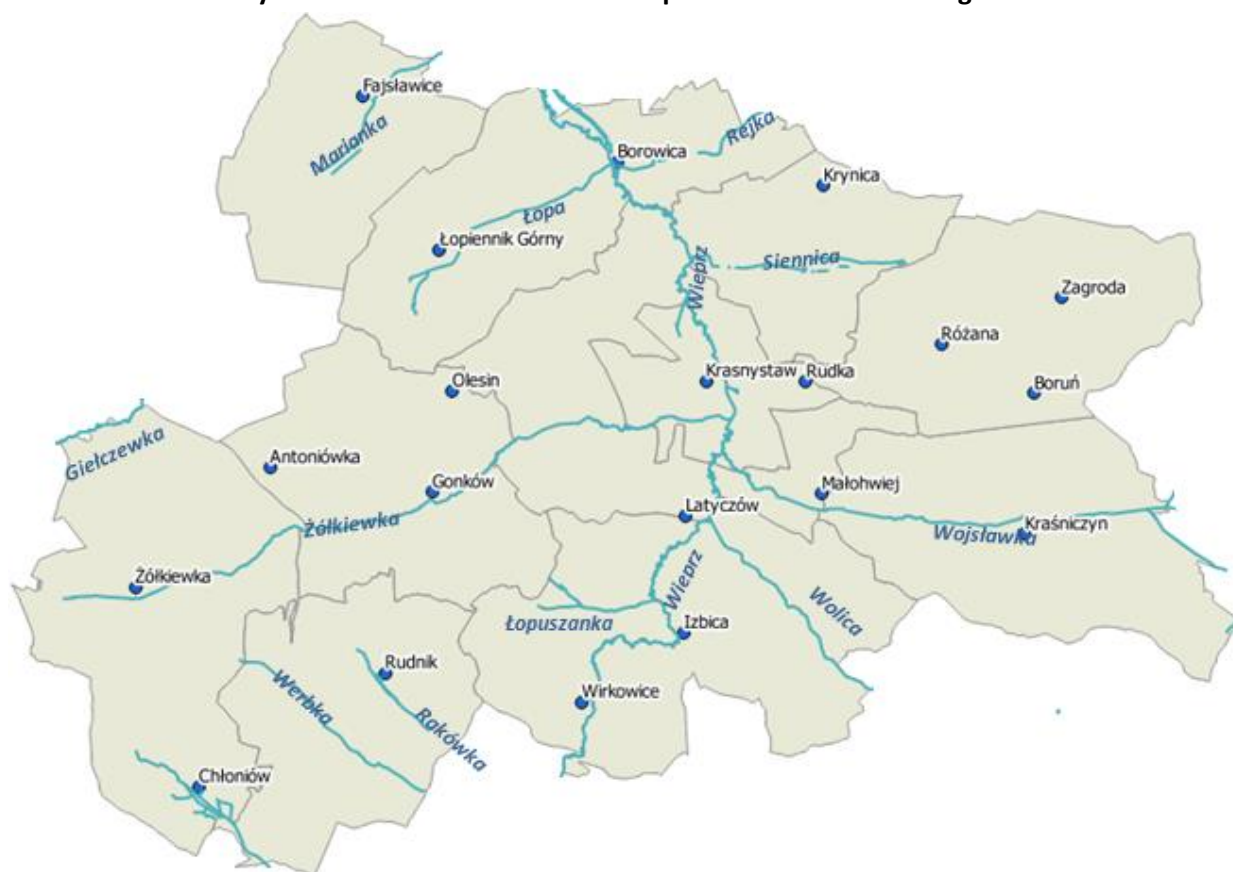 Fajsławice
Marianka
Rejka
Borowica
Krynica
Łopa
Łopiennik Górny
Wieprz
Siennica
Zagroda
Różana
Krasnystaw
Rudka
Boruń
Olesin
Giełczewka
Antoniówka
Gonków
Małohwiej
Latyczów
Żółkiewka
Wojsławka
Kraśniczyn
Żółkiewka
Wieprz
Wolica
Łopuszanka
Izbica
Rudnik
Werbka
Rakówka
Wirkowice
Chłoniów